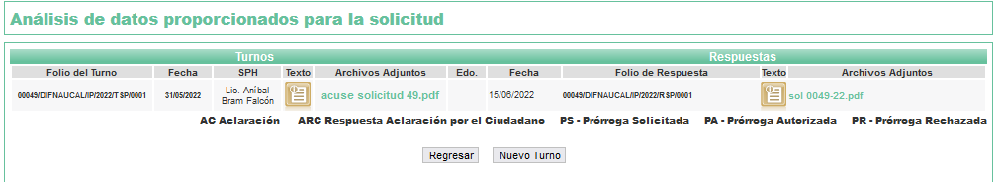 Análisis de datos proporcionados para la solicitud
Turnos Respuestas
Folio del Turno Fecha SPH Texto Archivos Adjuntos Edo. Fecha Folio de Respuesta Texto Archivos Adjuntos
00049/DIFNAUCAL/IP/2022/TSP/0001 31/05/2022 Lic. Aníbal Bram Falcón acuse solicitud 49.pdf 15/06/2022 00049/DIFNAUCAL/IP/2022/RSP/0001 sol 0049-22.pdf
AC Aclaración ARC Respuesta Aclaración por el Ciudadano PS - Prórroga Solicitada PA - Prórroga Autorizada PR - Prórroga Rechazada
Regresar Nuevo Turno